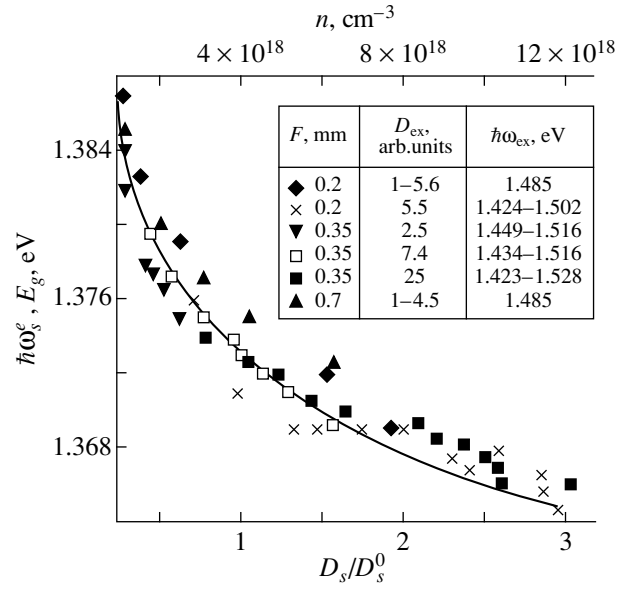 n, cm⁻³
4 × 10¹⁸ 8 × 10¹⁸ 12 × 10¹⁸
F, mm D_ex, arb.units ħω_ex, eV
◆ 0.2 1–5.6 1.485
× 0.2 5.5 1.424–1.502
▼ 0.35 2.5 1.449–1.516
□ 0.35 7.4 1.434–1.516
■ 0.35 25 1.423–1.528
▲ 0.7 1–4.5 1.485
1.384
1.376
1.368
ħω_s^e, E_g, eV
1 2 3
D_s/D_s^0